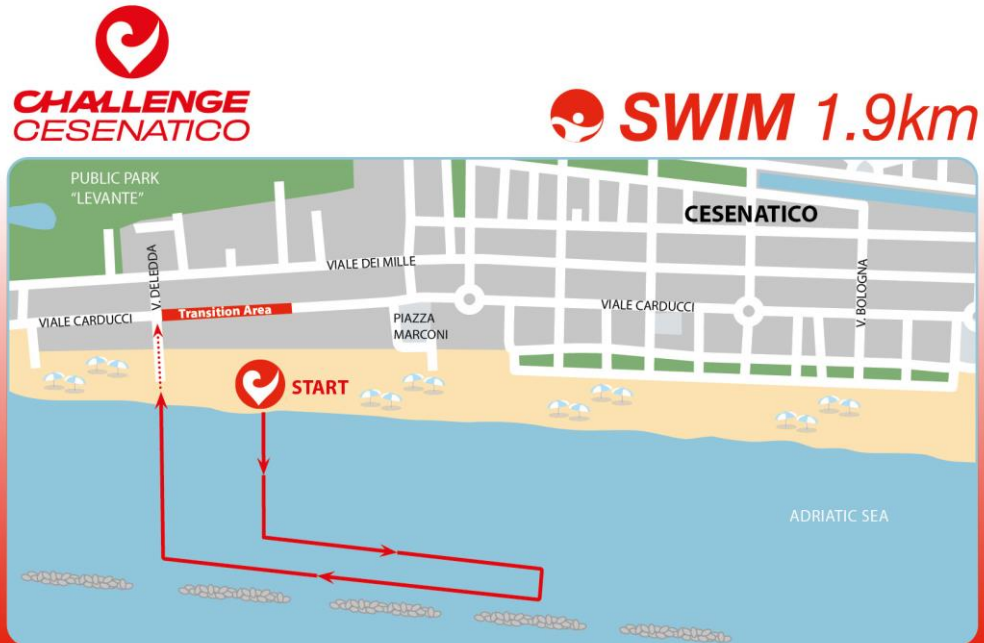 CHALLENGE
CESENATICO
SWIM 1.9km
PUBLIC PARK
"LEVANTE"
CESENATICO
V. DELEDDA
VIALE DEI MILLE
V. BOLOGNA
VIALE CARDUCCI
Transition Area
PIAZZA
MARCONI
VIALE CARDUCCI
START
ADRIATIC SEA